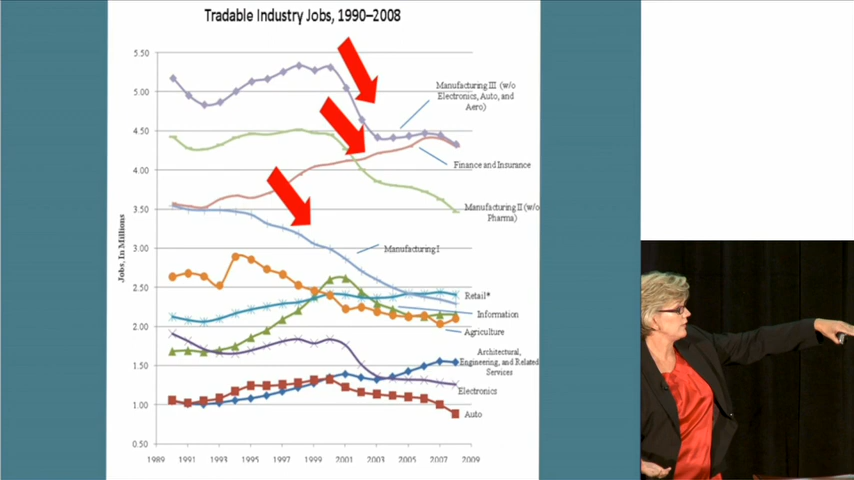 Tradable Industry Jobs, 1990–2008
5.50
5.00
4.50
4.00
3.50
3.00
2.50
2.00
1.50
1.00
0.50
Jobs, In Millions
1989 1991 1993 1995 1997 1999 2001 2003 2005 2007 2009
Manufacturing III (w/o
Electronics, Auto, and
Aero)
Finance and Insurance
Manufacturing II (w/o
Pharma)
Manufacturing I
Retail*
Information
Agriculture
Architectural,
Engineering, and Related
Services
Electronics
Auto